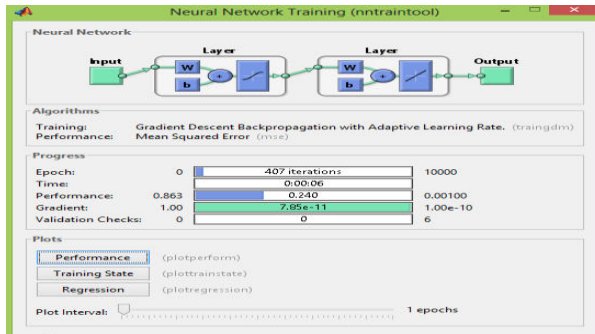 Neural Network Training (nntraintool)
Neural Network
Layer Layer
Input W b + W b + Output
Algorithms
Training: Gradient Descent Backpropagation with Adaptive Learning Rate. (traingdm)
Performance: Mean Squared Error (mse)
Progress
Epoch: 0 407 iterations 10000
Time: 0:00:06
Performance: 0.863 0.240 0.00100
Gradient: 1.00 7.85e-11 1.00e-10
Validation Checks: 0 0 6
Plots
Performance (plotperform)
Training State (plottrainstate)
Regression (plotregression)
Plot Interval: 1 epochs